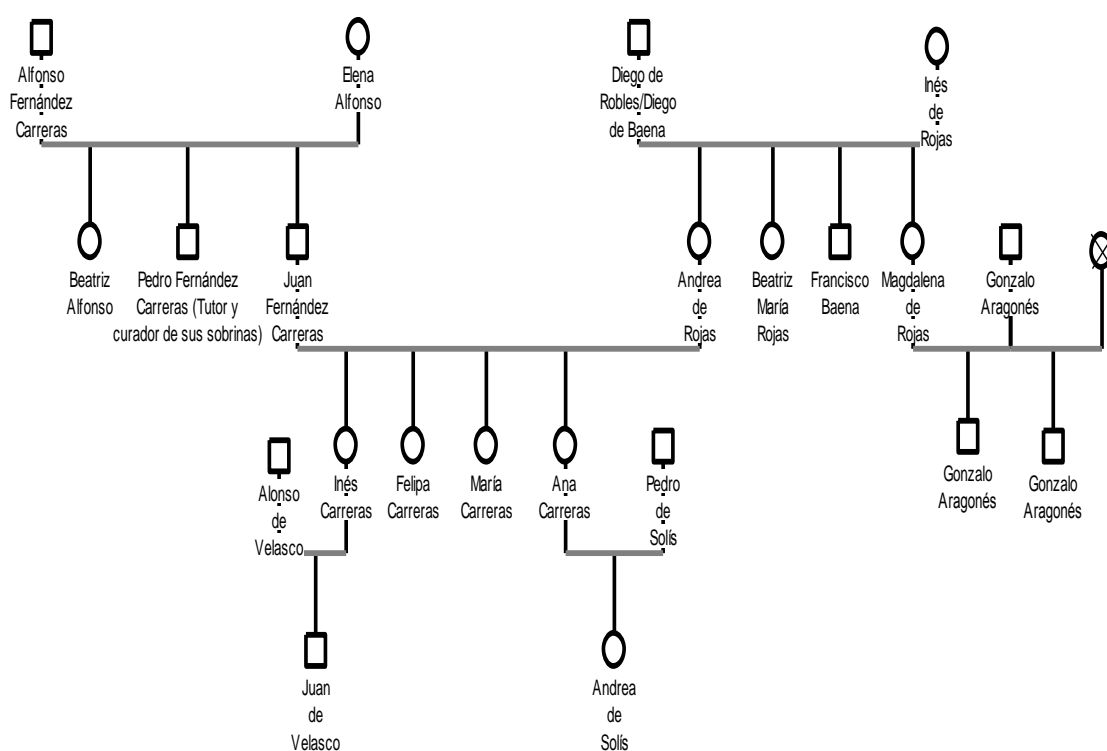 Alfonso
Fernández
Carreras
Elena
Alfonso
Diego de
Robles/Diego
de Baena
Inés
de
Rojas
Beatriz
Alfonso
Pedro Fernández
Carreras (Tutor y
curador de sus sobrinas)
Juan
Fernández
Carreras
Andrea
de
Rojas
Beatriz
María
Rojas
Francisco
Baena
Magdalena
de
Rojas
Gonzalo
Aragonés
Alonso
de
Velasco
Inés
Carreras
Felipa
Carreras
María
Carreras
Ana
Carreras
Pedro
de
Solís
Gonzalo
Aragonés
Gonzalo
Aragonés
Juan
de
Velasco
Andrea
de
Solís